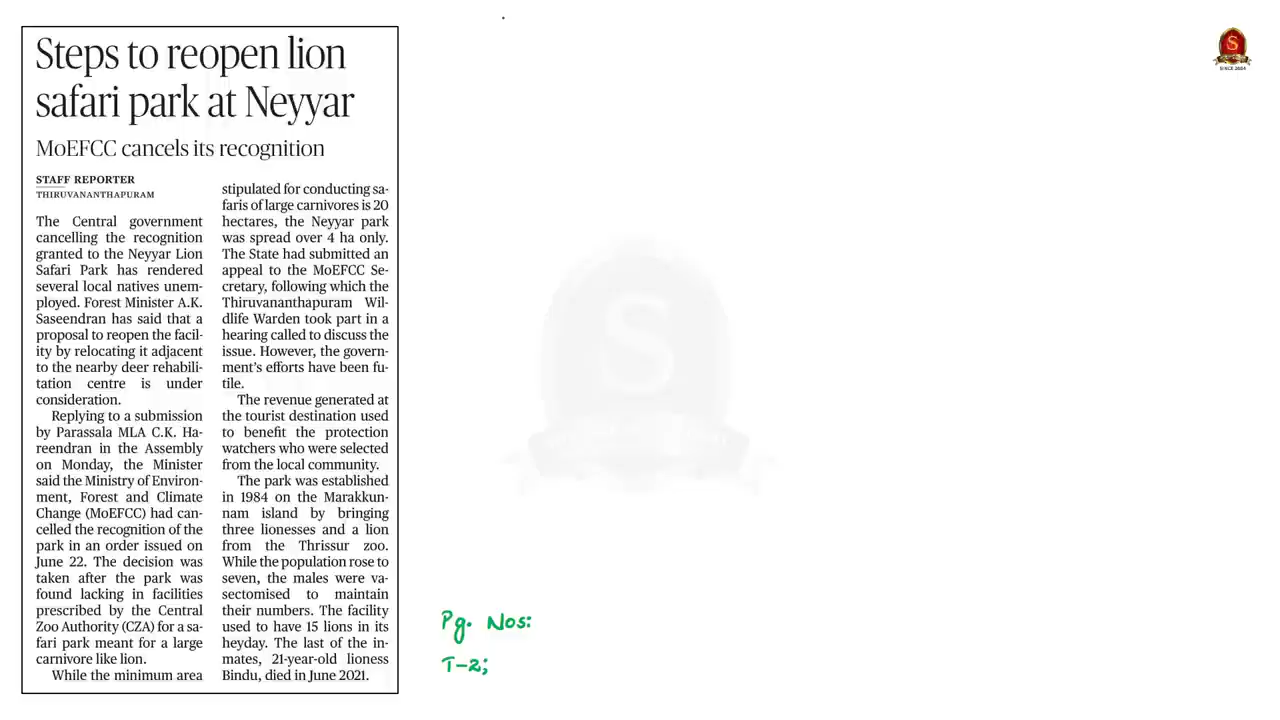 Steps to reopen lion
safari park at Neyyar
MoEFCC cancels its recognition
STAFF REPORTER
THIRUVANANTHAPURAM
The Central government
cancelling the recognition
granted to the Neyyar Lion
Safari Park has rendered
several local natives unem-
ployed. Forest Minister A.K.
Saseendran has said that a
proposal to reopen the facil-
ity by relocating it adjacent
to the nearby deer rehabili-
tation centre is under
consideration.
Replying to a submission
by Parassala MLA C.K. Ha-
reendran in the Assembly
on Monday, the Minister
said the Ministry of Environ-
ment, Forest and Climate
Change (MoEFCC) had can-
celled the recognition of the
park in an order issued on
June 22. The decision was
taken after the park was
found lacking in facilities
prescribed by the Central
Zoo Authority (CZA) for a sa-
fari park meant for a large
carnivore like lion.
While the minimum area
stipulated for conducting sa-
faris of large carnivores is 20
hectares, the Neyyar park
was spread over 4 ha only.
The State had submitted an
appeal to the MoEFCC Se-
cretary, following which the
Thiruvananthapuram Wil-
dlife Warden took part in a
hearing called to discuss the
issue. However, the govern-
ment's efforts have been fu-
tile.
The revenue generated at
the tourist destination used
to benefit the protection
watchers who were selected
from the local community.
The park was established
in 1984 on the Marakkun-
nam island by bringing
three lionesses and a lion
from the Thrissur zoo.
While the population rose to
seven, the males were va-
sectomised to maintain
their numbers. The facility
used to have 15 lions in its
heyday. The last of the in-
mates, 21-year-old lioness
Bindu, died in June 2021.
Pg. Nos:
T-2;
S
SINCE 2004
S